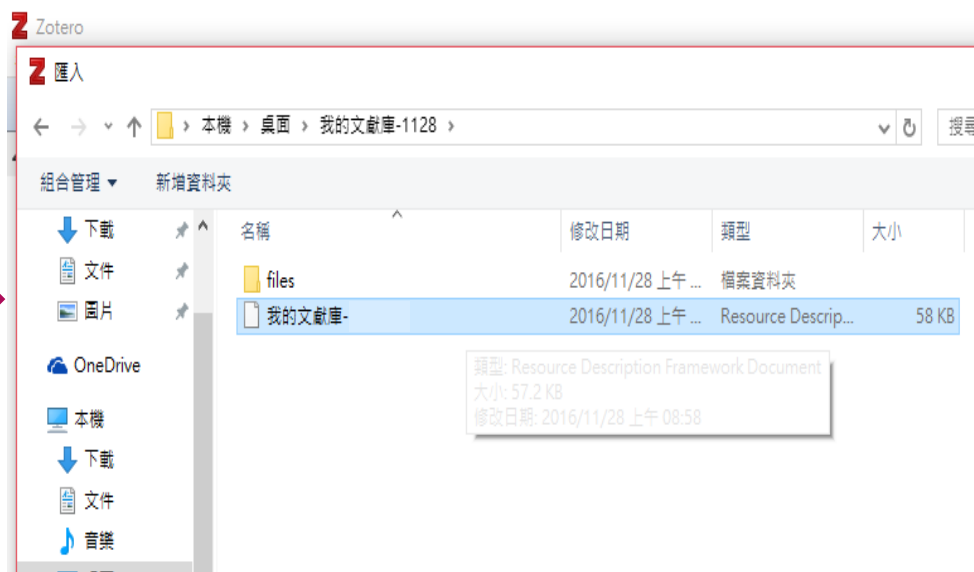 Zotero
匯入
本機 › 桌面 › 我的文獻庫-1128 ›
搜尋
組合管理 新增資料夾
名稱 修改日期 類型 大小
下載
文件
圖片
OneDrive
本機
下載
文件
音樂
files 2016/11/28 上午 ... 檔案資料夾
我的文獻庫- 2016/11/28 上午 ... Resource Descrip... 58 KB
類型: Resource Description Framework Document
大小: 57.2 KB
修改日期: 2016/11/28 上午 08:58